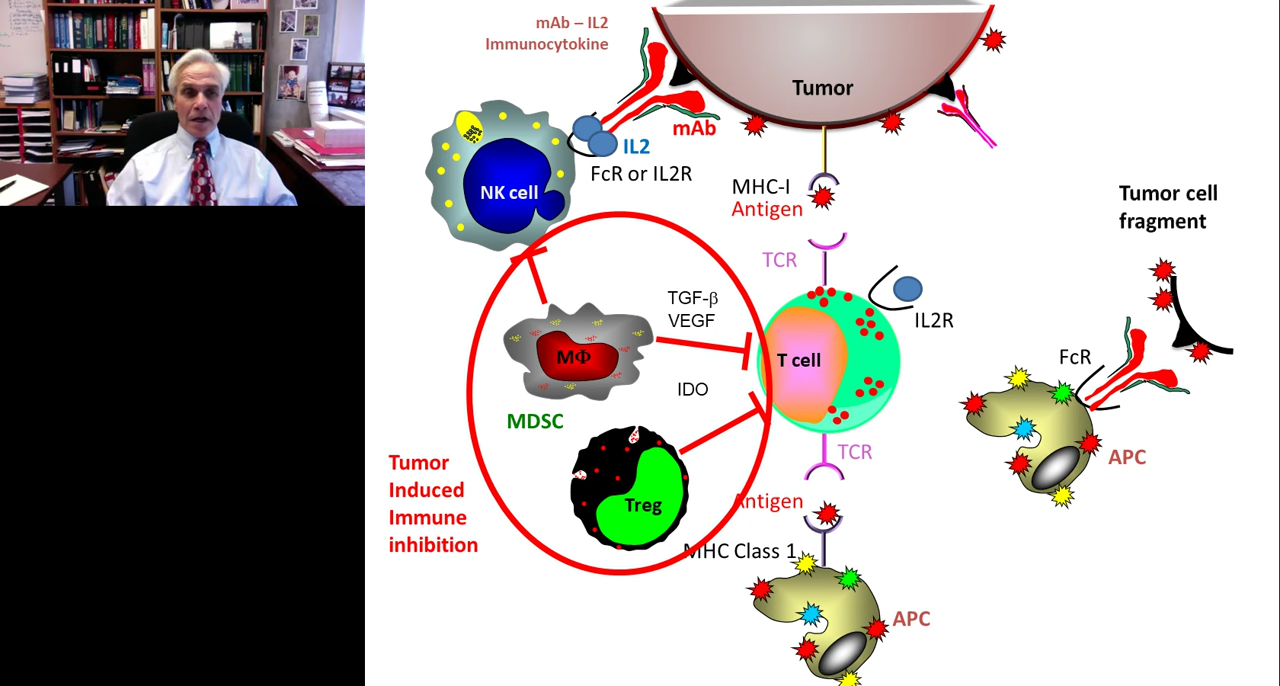 mAb – IL2
Immunocytokine
Tumor
mAb
IL2
FcR or IL2R
NK cell
MHC-I
Antigen
Tumor cell
fragment
TCR
TGF-β
VEGF
IL2R
MΦ
T cell
FcR
IDO
MDSC
TCR
APC
Tumor
Induced
Immune
inhibition
Treg
Antigen
MHC Class 1
APC